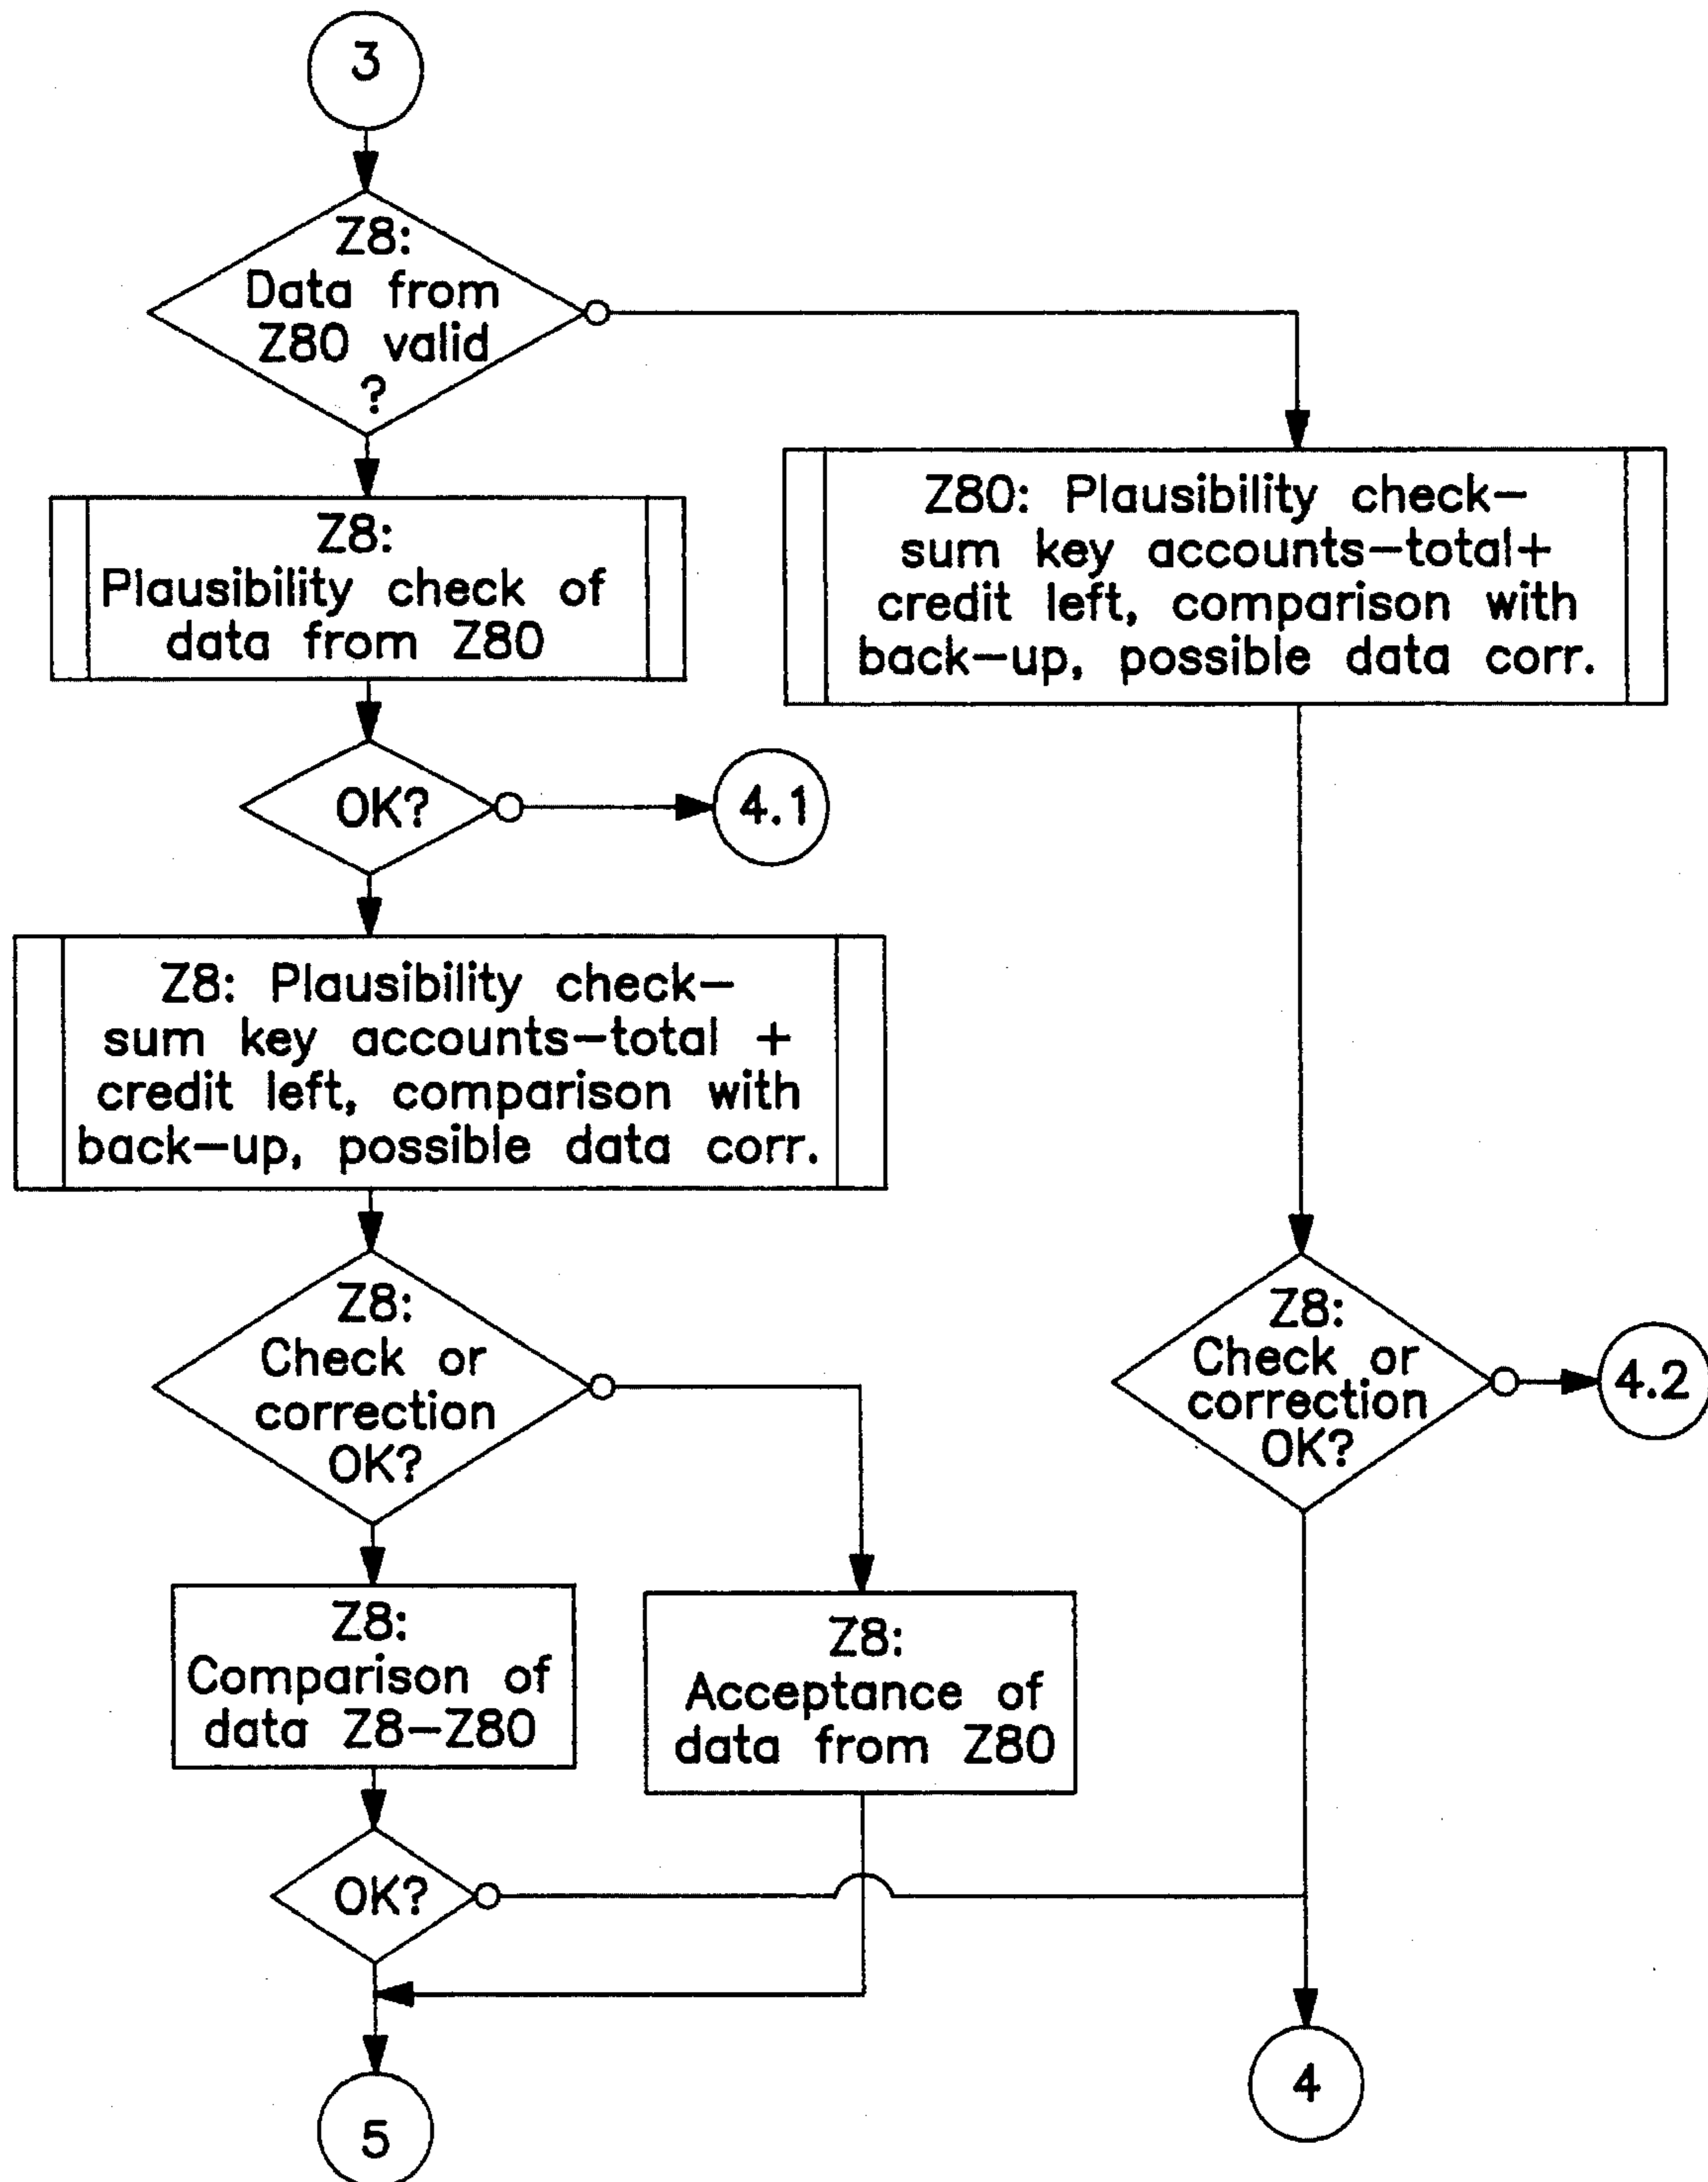 3
Z8:
Data from
Z80 valid
?
Z8:
Plausibility check of
data from Z80
Z80: Plausibility check-
sum key accounts-total+
credit left, comparison with
back-up, possible data corr.
OK?
4.1
Z8: Plausibility check-
sum key accounts-total +
credit left, comparison with
back-up, possible data corr.
Z8:
Check or
correction
OK?
Z8:
Check or
correction
OK?
4.2
Z8:
Comparison of
data Z8-Z80
Z8:
Acceptance of
data from Z80
OK?
5
4